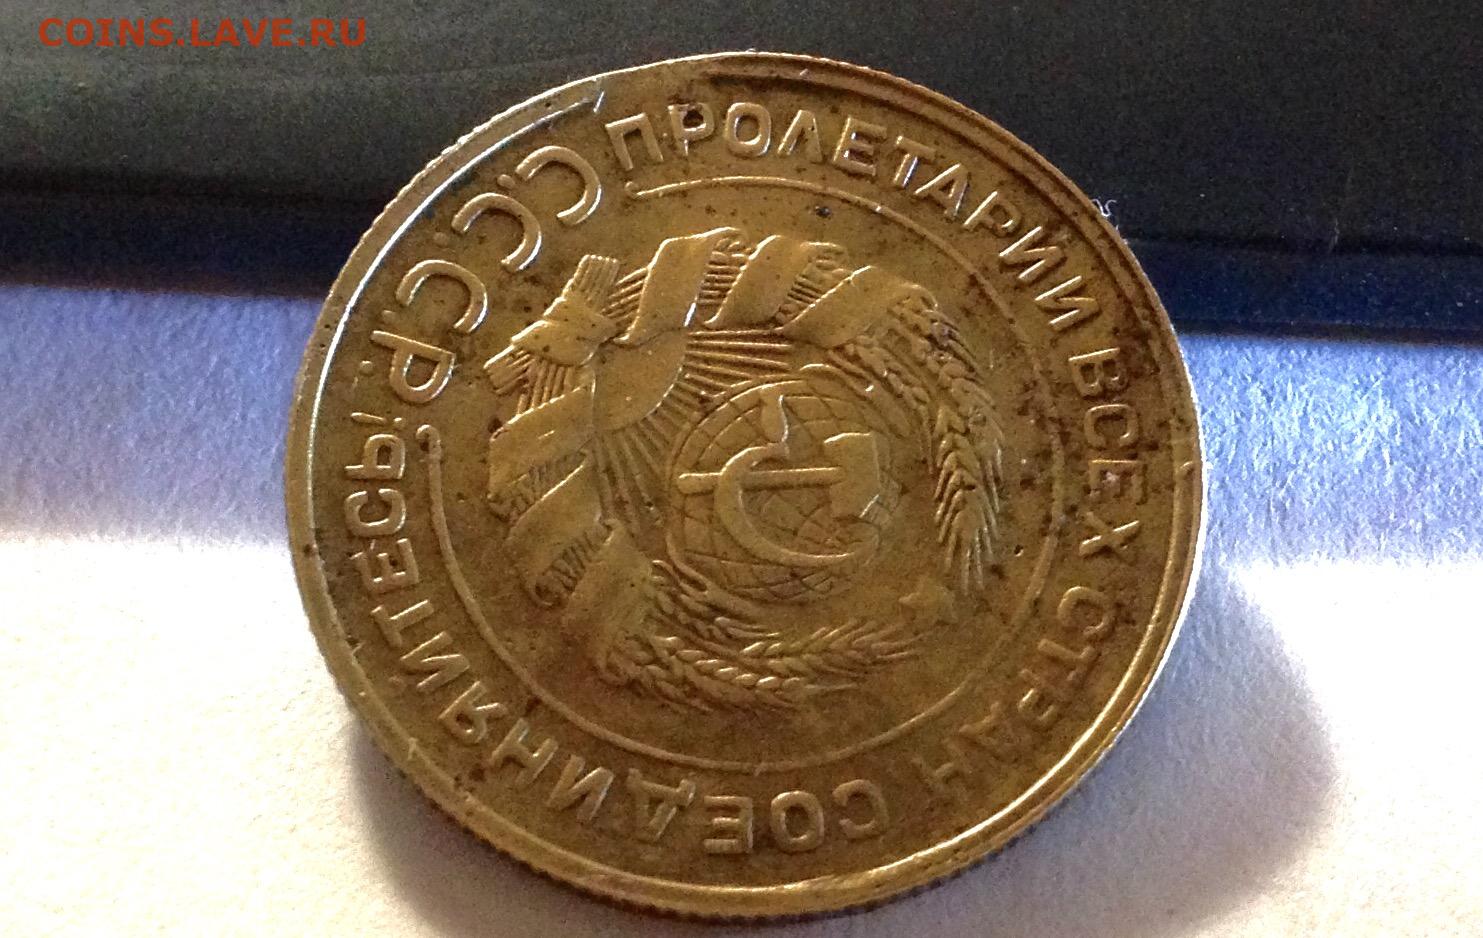 COINS.LAVE.RU
ПРОЛЕТАРИИ ВСЕХ СТРАН СОЕДИНЯЙТЕСЬ!
С.С.С.Р.